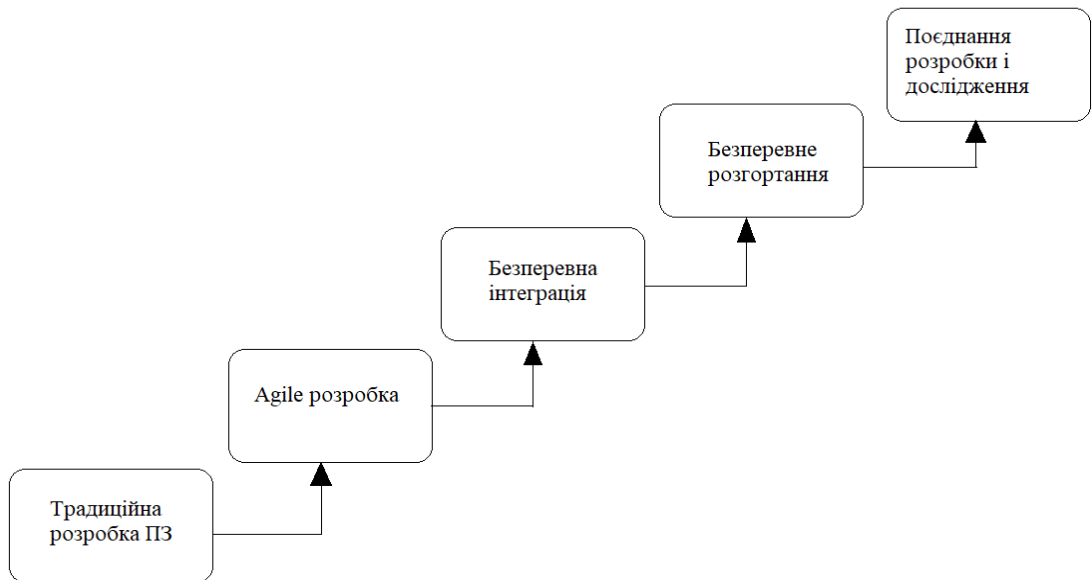 Поєднання
розробки і
дослідження
Безперевне
розгортання
Безперевна
інтеграція
Agile розробка
Традиційна
розробка ПЗ